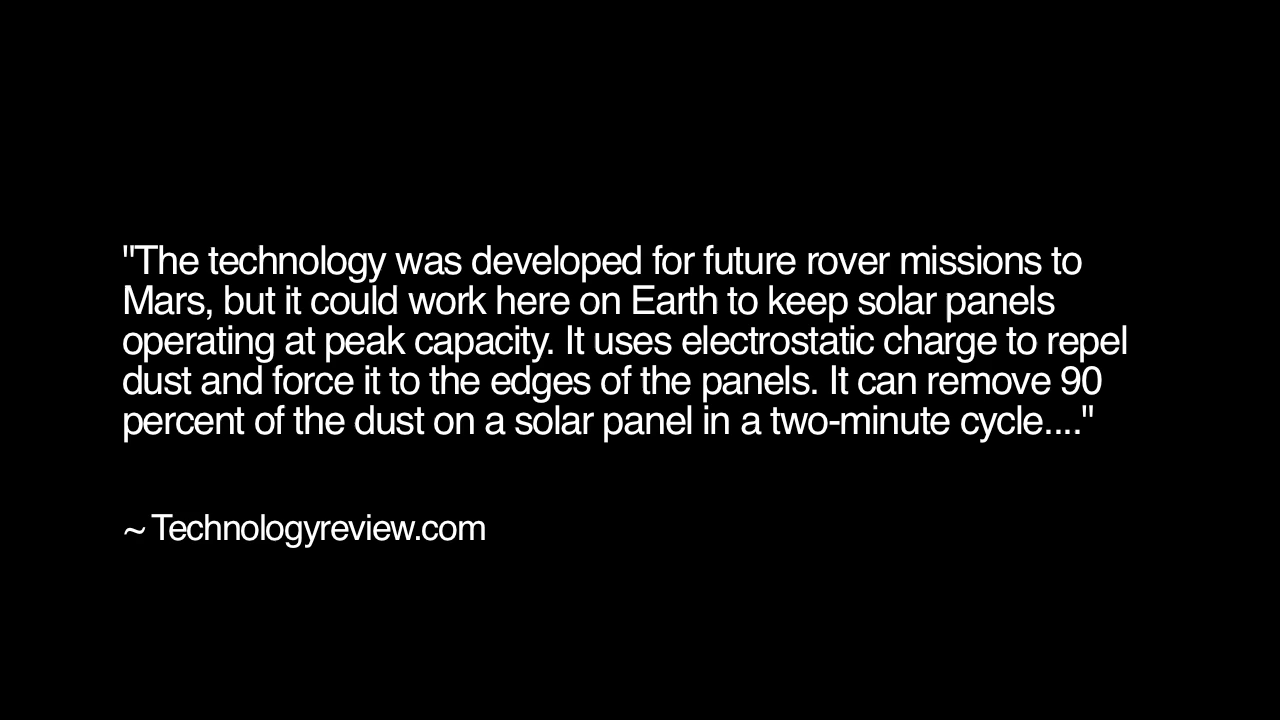 "The technology was developed for future rover missions to
Mars, but it could work here on Earth to keep solar panels
operating at peak capacity. It uses electrostatic charge to repel
dust and force it to the edges of the panels. It can remove 90
percent of the dust on a solar panel in a two-minute cycle...."
~ Technologyreview.com